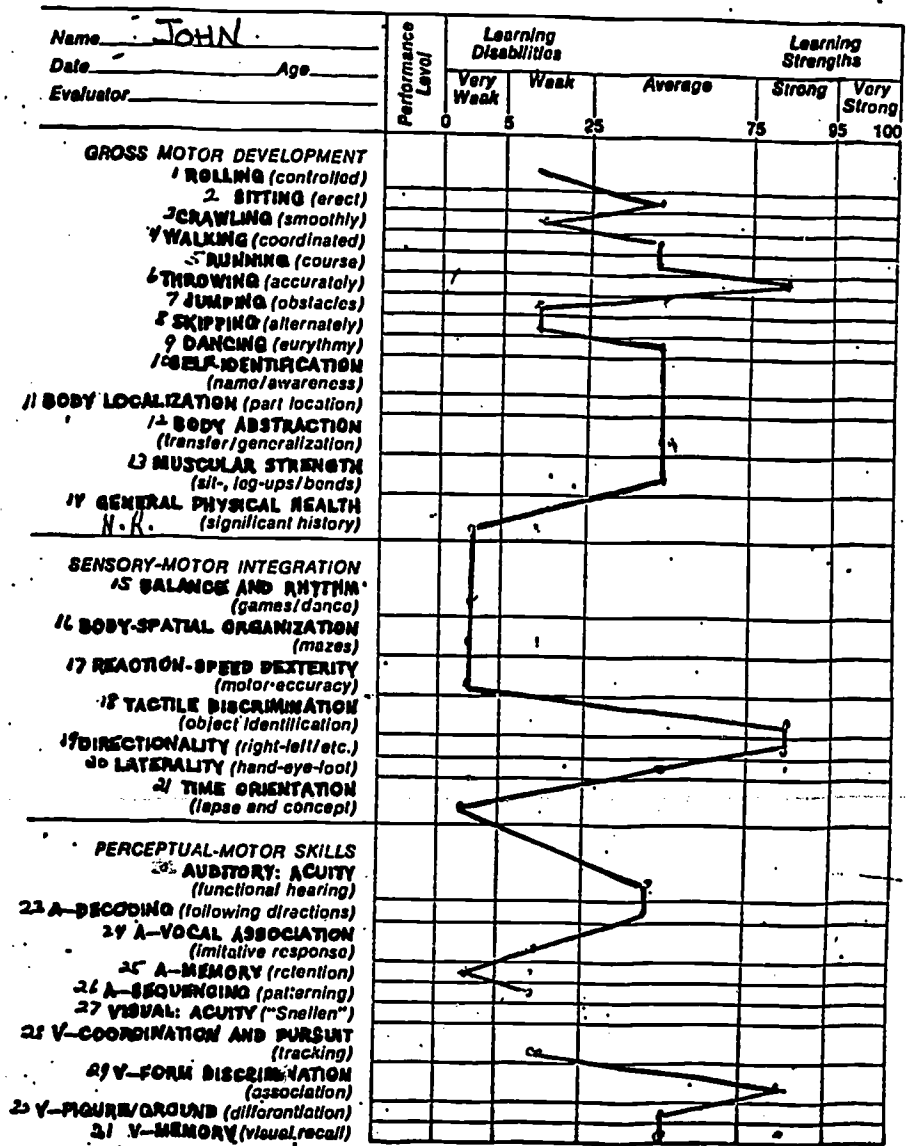 Name JOHN
Date Age
Evaluator
Performance Level
Learning Disabilities
Learning Strengths
Very Weak
Weak
Average
Strong
Very Strong
0 5 25 75 95 100
GROSS MOTOR DEVELOPMENT
1 ROLLING (controlled)
2 SITTING (erect)
3 CRAWLING (smoothly)
4 WALKING (coordinated)
5 RUNNING (course)
6 THROWING (accurately)
7 JUMPING (obstacles)
8 SKIPPING (alternately)
9 DANCING (eurythmy)
10 SELF-IDENTIFICATION
(name/awareness)
11 BODY LOCALIZATION (part location)
12 BODY ABSTRACTION
(transfer/generalization)
13 MUSCULAR STRENGTH
(sit-, leg-ups/bends)
14 GENERAL PHYSICAL HEALTH
(significant history)
SENSORY-MOTOR INTEGRATION
15 BALANCE AND RHYTHM
(games/dance)
16 BODY-SPATIAL ORGANIZATION
(mazes)
17 REACTION-SPEED DEXTERITY
(motor-accuracy)
18 TACTILE DISCRIMINATION
(object identification)
19 DIRECTIONALITY (right-left/etc.)
20 LATERALITY (hand-eye-foot)
21 TIME ORIENTATION
(lapse and concept)
PERCEPTUAL-MOTOR SKILLS
AUDITORY: ACUITY
(functional hearing)
23 A-DECODING (following directions)
24 A-VOCAL ASSOCIATION
(imitative response)
25 A-MEMORY (retention)
26 A-SEQUENCING (patterning)
27 VISUAL: ACUITY ("Snellen")
28 V-COORDINATION AND PURSUIT
(tracking)
29 V-FORM DISCRIMINATION
(association)
V-FIGURE/GROUND (differentiation)
V-MEMORY (visual recall)